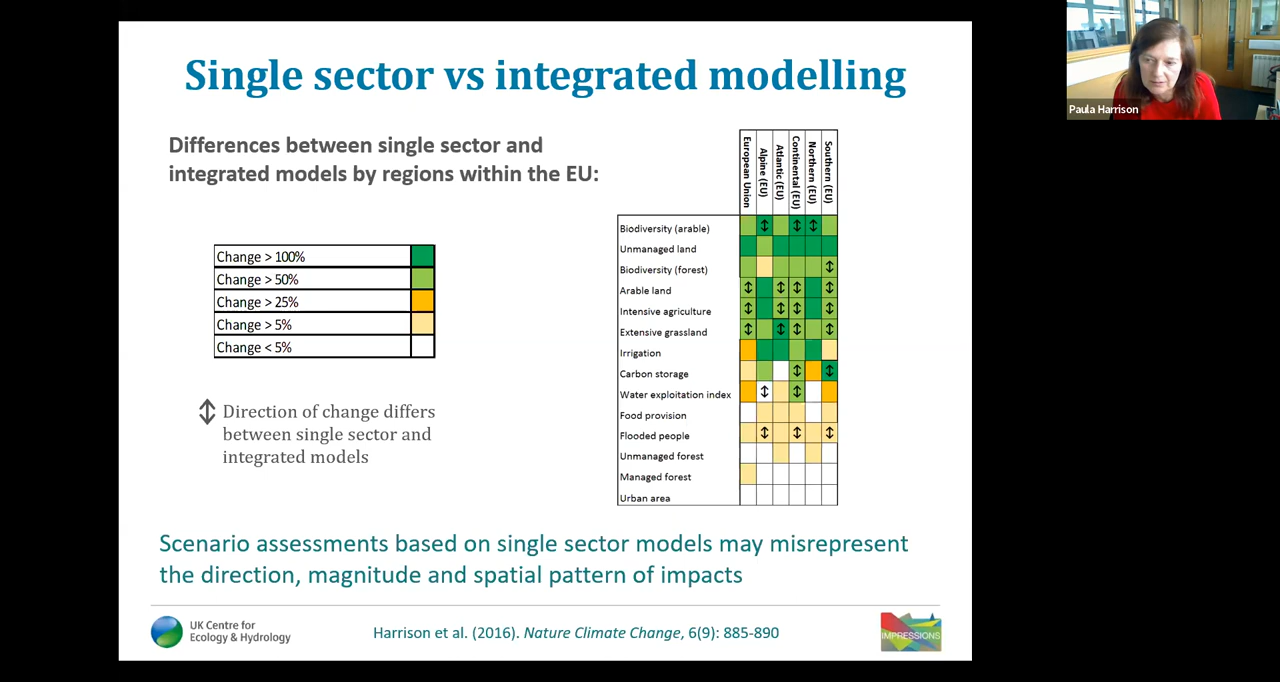 Single sector vs integrated modelling
Paula Harrison
Differences between single sector and
integrated models by regions within the EU:
European Union
Alpine (EU)
Atlantic (EU)
Continental (EU)
Northern (EU)
Southern (EU)
Change > 100%
Change > 50%
Change > 25%
Change > 5%
Change < 5%
Direction of change differs
between single sector and
integrated models
Biodiversity (arable)
Unmanaged land
Biodiversity (forest)
Arable land
Intensive agriculture
Extensive grassland
Irrigation
Carbon storage
Water exploitation index
Food provision
Flooded people
Unmanaged forest
Managed forest
Urban area
Scenario assessments based on single sector models may misrepresent
the direction, magnitude and spatial pattern of impacts
UK Centre for
Ecology & Hydrology
Harrison et al. (2016). Nature Climate Change, 6(9): 885-890
IMPRESSIONS